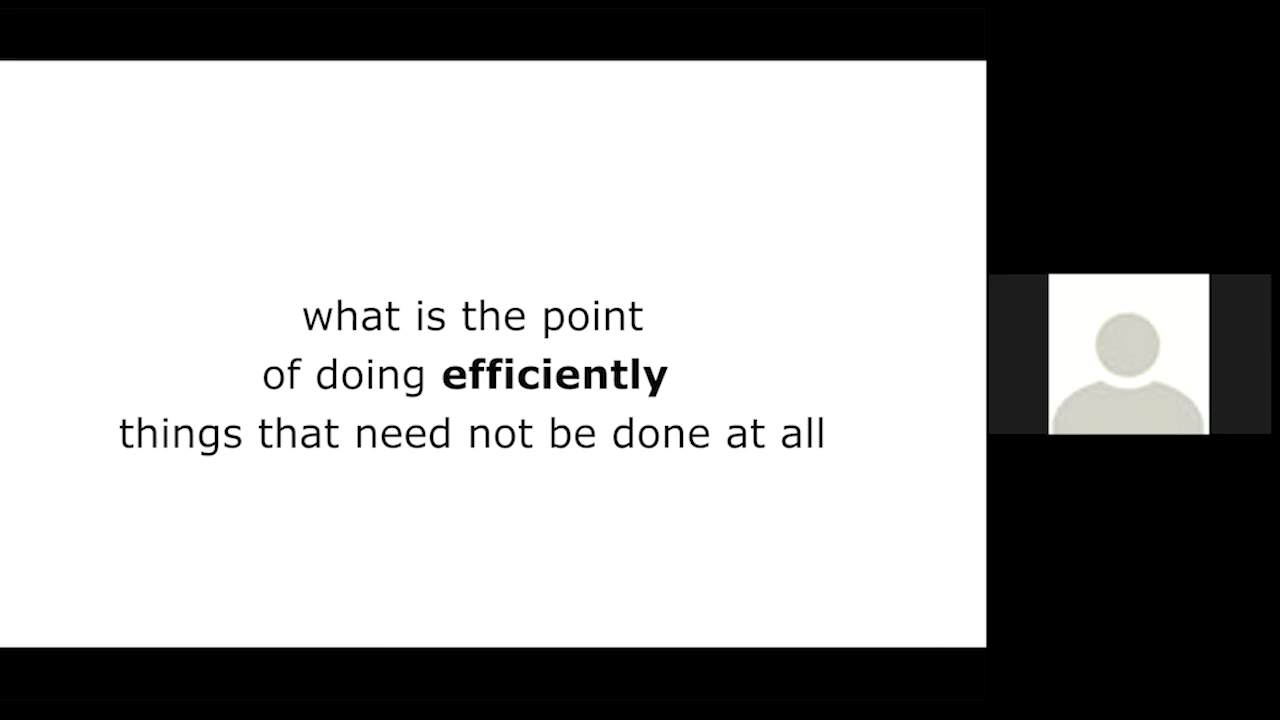 what is the point
of doing efficiently
things that need not be done at all